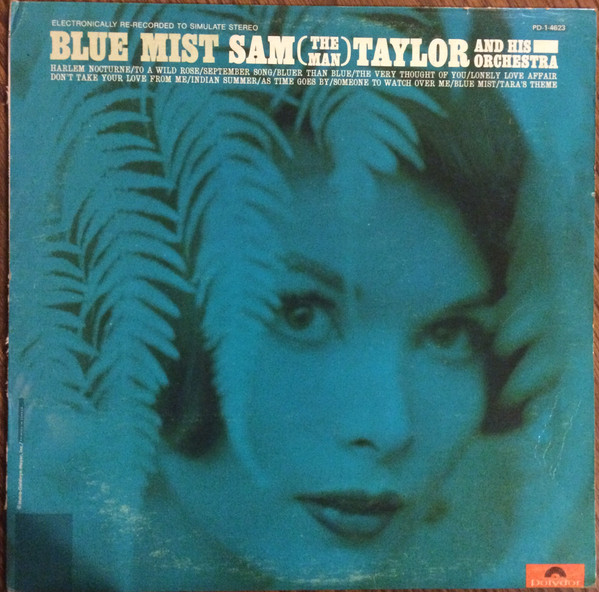 ELECTRONICALLY RE-RECORDED TO SIMULATE STEREO
PD-1-4623
BLUE MIST SAM (THE MAN) TAYLOR AND HIS ORCHESTRA
HARLEM NOCTURNE/TO A WILD ROSE/SEPTEMBER SONG/BLUER THAN BLUE/THE VERY THOUGHT OF YOU/LONELY LOVE AFFAIR
DON'T TAKE YOUR LOVE FROM ME/INDIAN SUMMER/AS TIME GOES BY/SOMEONE TO WATCH OVER ME/BLUE MIST/TARA'S THEME
Polydor